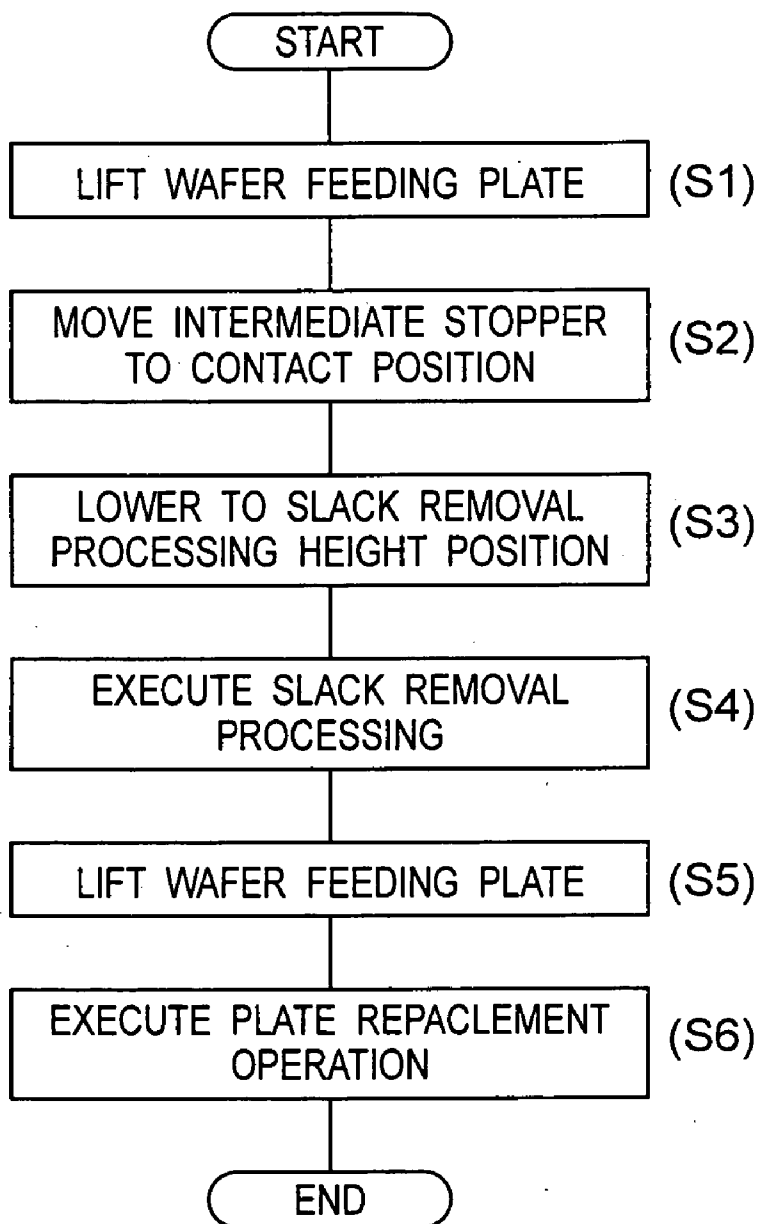 START
LIFT WAFER FEEDING PLATE (S1)
MOVE INTERMEDIATE STOPPER
TO CONTACT POSITION (S2)
LOWER TO SLACK REMOVAL
PROCESSING HEIGHT POSITION (S3)
EXECUTE SLACK REMOVAL
PROCESSING (S4)
LIFT WAFER FEEDING PLATE (S5)
EXECUTE PLATE REPACLEMENT
OPERATION (S6)
END